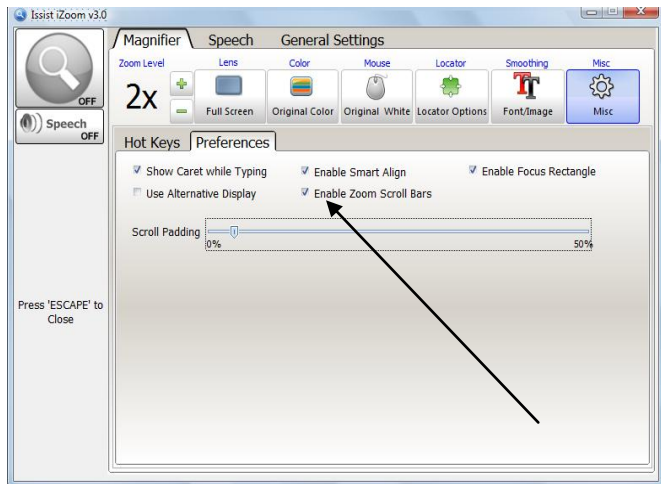 Issist iZoom v3.0
Magnifier Speech General Settings
Zoom Level Lens Color Mouse Locator Smoothing Misc
OFF
2x Full Screen Original Color Original White Locator Options Font/Image Misc
Speech
OFF
Hot Keys Preferences
Show Caret while Typing Enable Smart Align Enable Focus Rectangle
Use Alternative Display Enable Zoom Scroll Bars
Scroll Padding
0% 50%
Press 'ESCAPE' to
Close